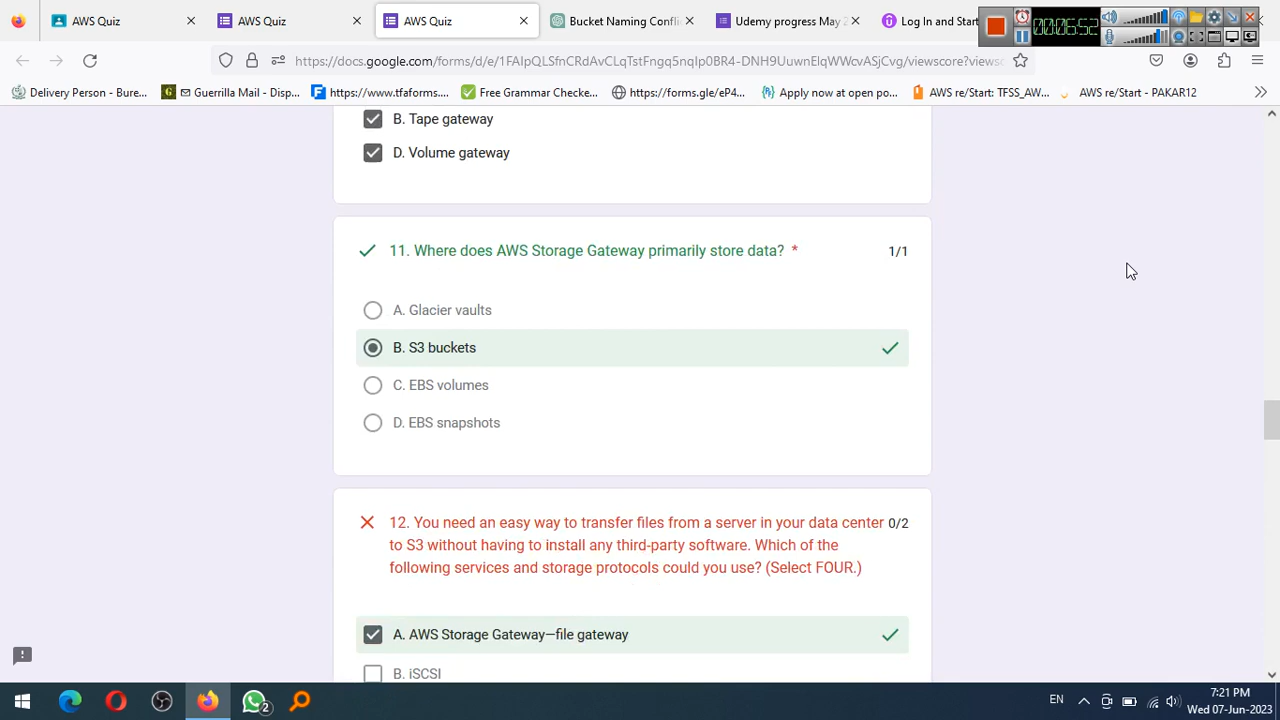 AWS Quiz
AWS Quiz
AWS Quiz
Bucket Naming Confli
Udemy progress May 2
Log In and Start
00:06:52
https://docs.google.com/forms/d/e/
/viewscore?viewsc
Delivery Person - Bure...
Guerrilla Mail - Disp...
https://www.tfaforms....
Free Grammar Checke...
https://forms.gle/eP4...
Apply now at open po...
AWS re/Start: TFSS_AW...
AWS re/Start - PAKAR12
B. Tape gateway
D. Volume gateway
11. Where does AWS Storage Gateway primarily store data? *
1/1
A. Glacier vaults
B. S3 buckets
C. EBS volumes
D. EBS snapshots
12. You need an easy way to transfer files from a server in your data center 0/2
to S3 without having to install any third-party software. Which of the
following services and storage protocols could you use? (Select FOUR.)
A. AWS Storage Gateway—file gateway
B. iSCSI
2
EN
7:21 PM
Wed 07-Jun-2023